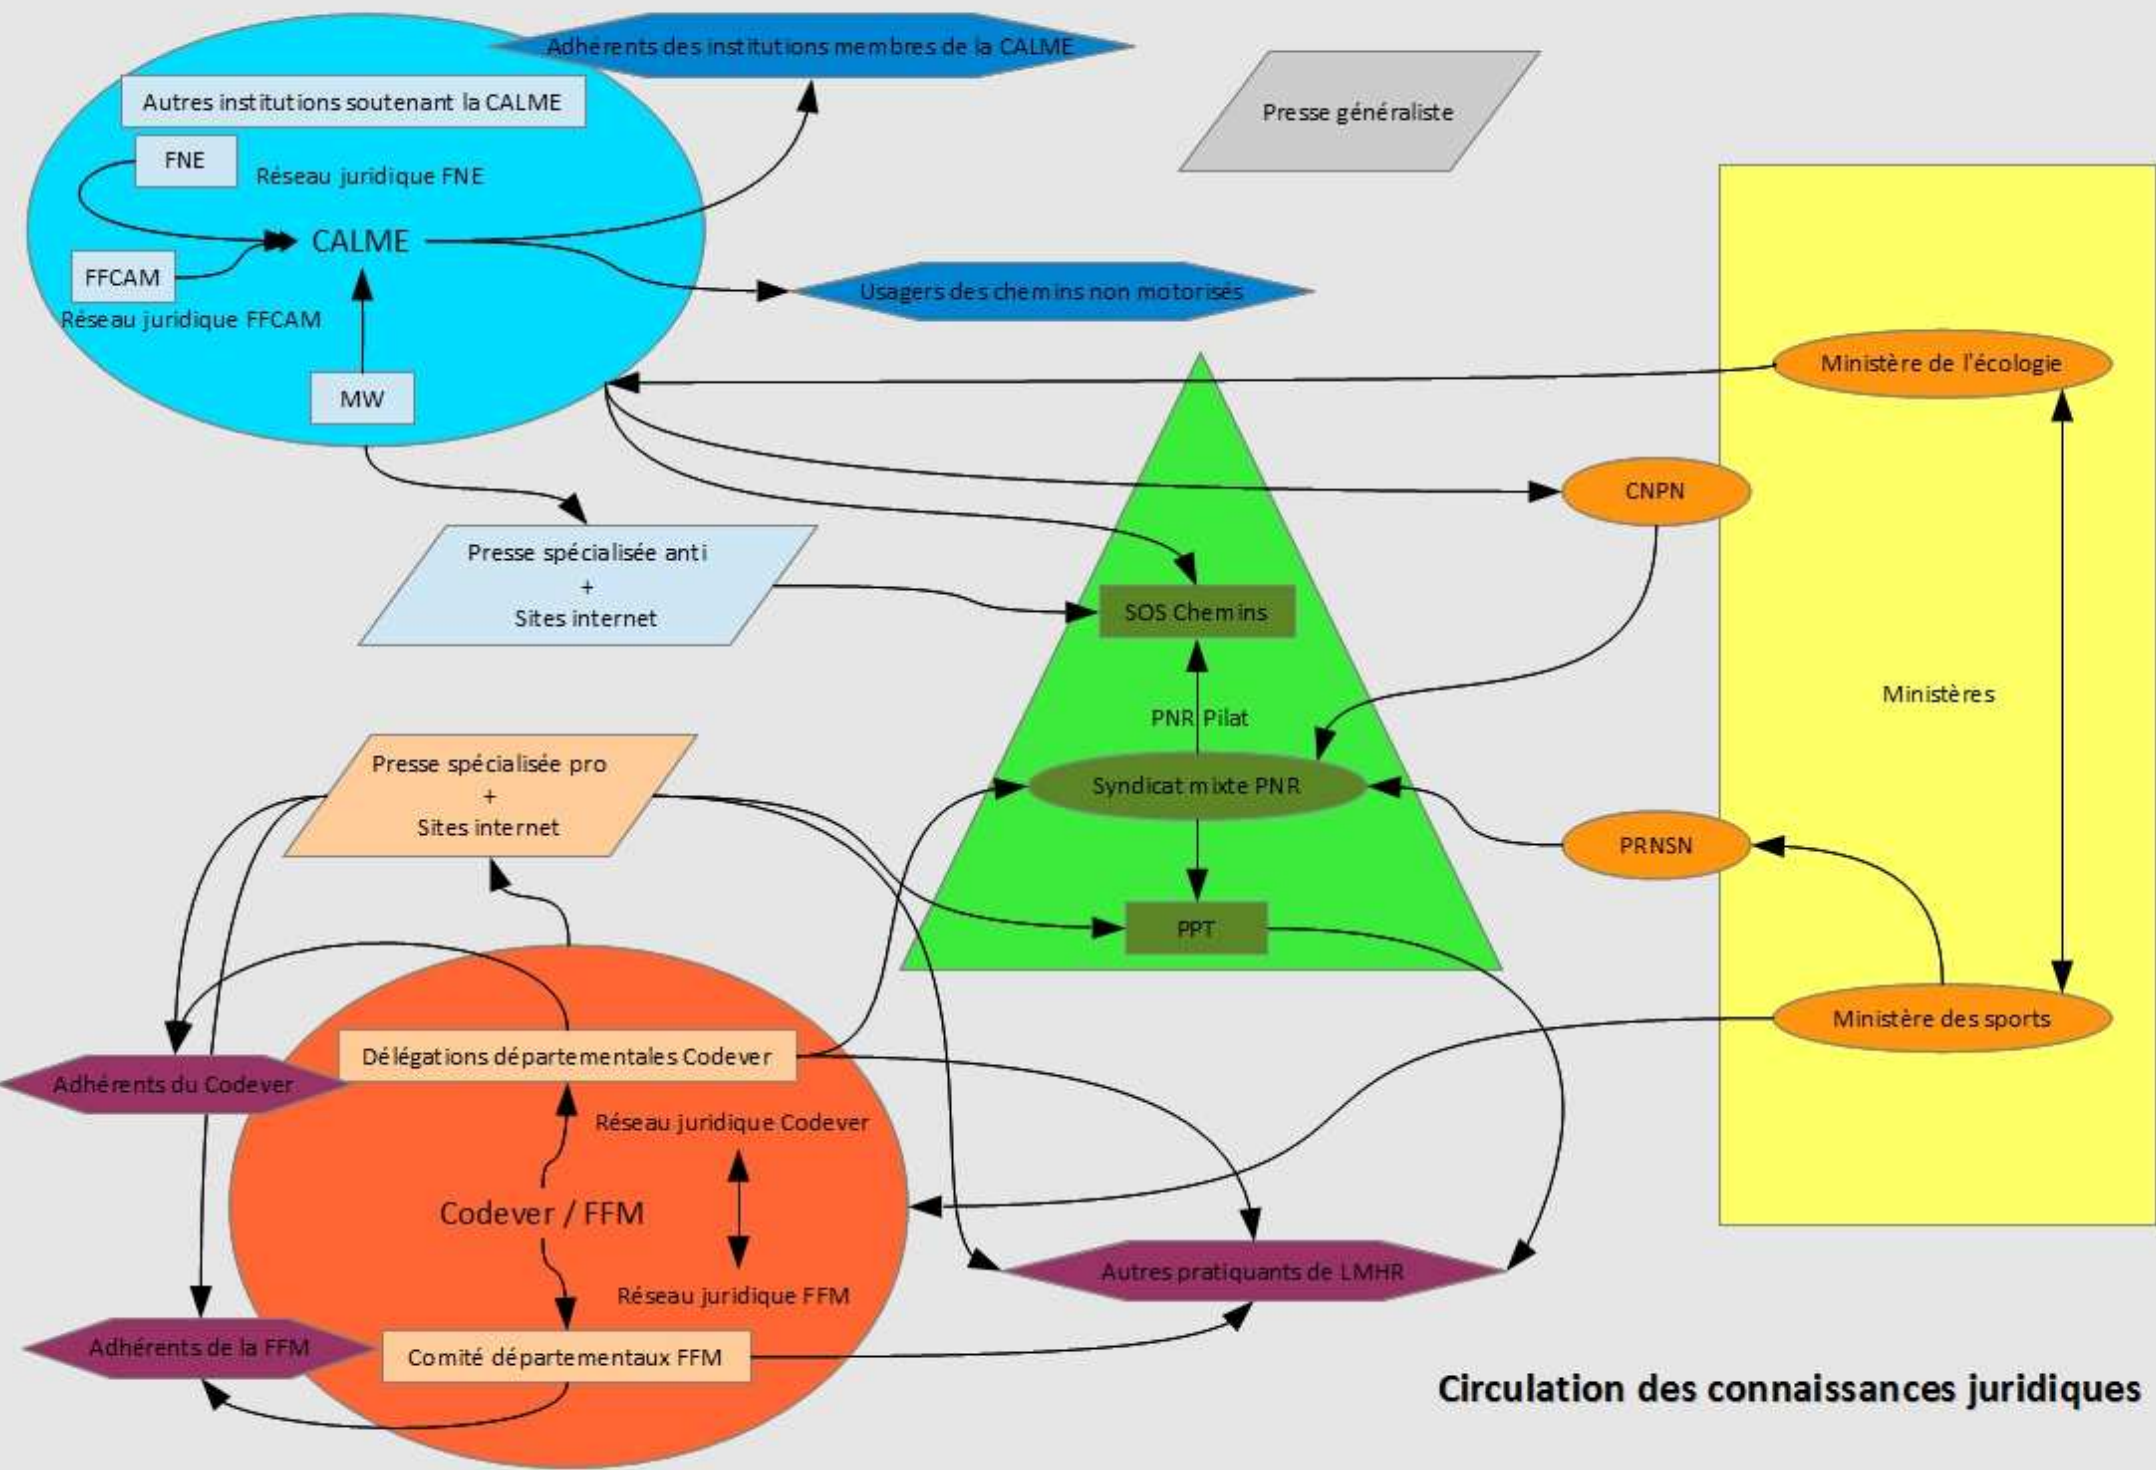 Adhérents des institutions membres de la CALME
Autres institutions soutenant la CALME
Presse généraliste
FNE
Réseau juridique FNE
CALME
FFCAM
Usagers des chemins non motorisés
Réseau juridique FFCAM
Ministère de l'écologie
MW
CNPN
Presse spécialisée anti
+
Sites internet
SOS Chemins
Ministères
PNR Pilat
Presse spécialisée pro
+
Sites internet
Syndicat mixte PNR
PRNSN
PPT
Ministère des sports
Délégations départementales Codever
Adhérents du Codever
Réseau juridique Codever
Codever / FFM
Autres pratiquants de LMHR
Réseau juridique FFM
Adhérents de la FFM
Comité départementaux FFM
Circulation des connaissances juridiques